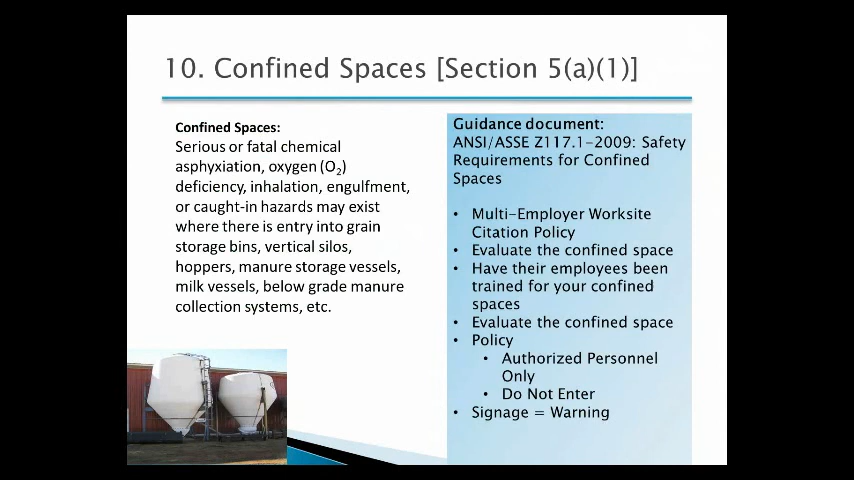 10. Confined Spaces [Section 5(a)(1)]
Confined Spaces:
Serious or fatal chemical
asphyxiation, oxygen (O2)
deficiency, inhalation, engulfment,
or caught-in hazards may exist
where there is entry into grain
storage bins, vertical silos,
hoppers, manure storage vessels,
milk vessels, below grade manure
collection systems, etc.
Guidance document:
ANSI/ASSE Z117.1-2009: Safety
Requirements for Confined
Spaces
• Multi-Employer Worksite
Citation Policy
• Evaluate the confined space
• Have their employees been
trained for your confined
spaces
• Evaluate the confined space
• Policy
• Authorized Personnel
Only
• Do Not Enter
• Signage = Warning